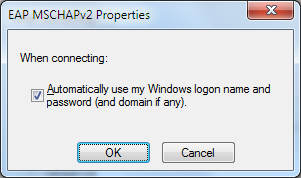 EAP MSCHAPv2 Properties
When connecting:
Automatically use my Windows logon name and
password (and domain if any).
OK
Cancel